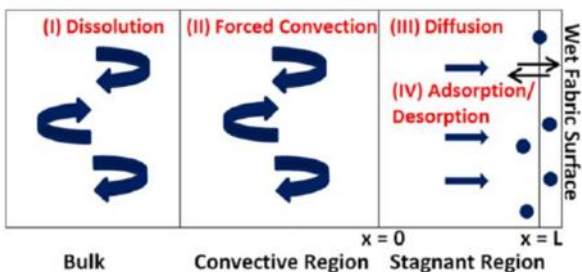 (I) Dissolution
(II) Forced Convection
(III) Diffusion
(IV) Adsorption/
Desorption
Wet Fabric Surface
x = 0
x = L
Bulk
Convective Region
Stagnant Region